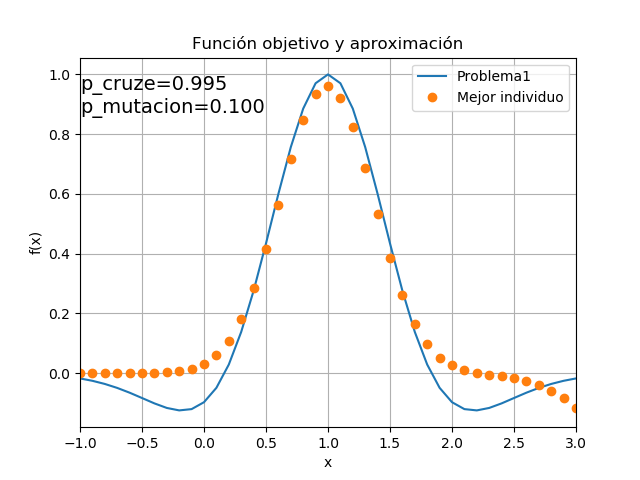 Función objetivo y aproximación
p_cruze=0.995
p_mutacion=0.100
Problema1
Mejor individuo
f(x)
1.0
0.8
0.6
0.4
0.2
0.0
−1.0 −0.5 0.0 0.5 1.0 1.5 2.0 2.5 3.0
x